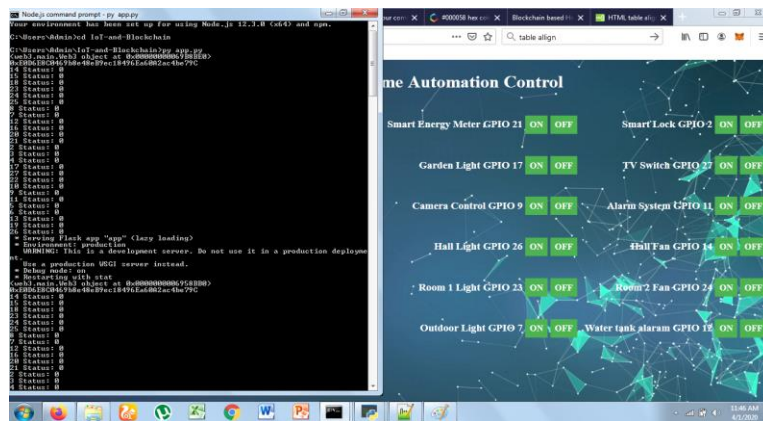 Node.js command prompt - py app.py
Your environment has been set up for using Node.js 12.3.0 (x64) and npm.
C:\Users\Admin>cd IoT-and-Blockchain
C:\Users\Admin\IoT-and-Blockchain>py app.py
14 Status: 0
15 Status: 0
18 Status: 0
23 Status: 0
24 Status: 0
25 Status: 0
8 Status: 0
7 Status: 0
12 Status: 0
16 Status: 0
20 Status: 0
21 Status: 0
2 Status: 0
3 Status: 0
4 Status: 0
17 Status: 0
27 Status: 0
22 Status: 0
10 Status: 0
9 Status: 0
11 Status: 0
5 Status: 0
6 Status: 0
13 Status: 0
19 Status: 0
26 Status: 0
* Serving Flask app "app" (lazy loading)
* Environment: production
WARNING: This is a development server. Do not use it in a production deployme
nt.
Use a production WSGI server instead.
* Debug mode: on
* Restarting with stat
14 Status: 0
15 Status: 0
18 Status: 0
23 Status: 0
24 Status: 0
25 Status: 0
8 Status: 0
7 Status: 0
12 Status: 0
16 Status: 0
20 Status: 0
21 Status: 0
2 Status: 0
3 Status: 0
4 Status: 0
#000058 hex co
Blockchain based H
HTML table alig
table allign
me Automation Control
Smart Energy Meter GPIO 21 ON OFF Smart Lock GPIO 2 ON OFF
Garden Light GPIO 17 ON OFF TV Switch GPIO 27 ON OFF
Camera Control GPIO 9 ON OFF Alarm System GPIO 11 ON OFF
Hall Light GPIO 26 ON OFF Hall Fan GPIO 14 ON OFF
Room 1 Light GPIO 23 ON OFF Room 2 Fan GPIO 24 ON OFF
Outdoor Light GPIO 7 ON OFF Water tank alaram GPIO 12 ON OFF
11:46 AM
4/1/2020